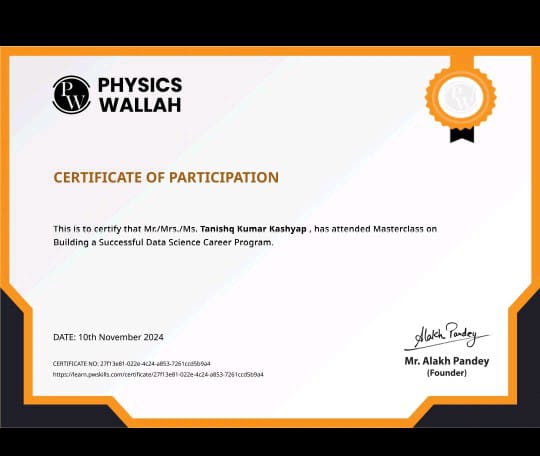 PW
PHYSICS
WALLAH
PW
CERTIFICATE OF PARTICIPATION
This is to certify that Mr./Mrs./Ms. Tanishq Kumar Kashyap , has attended Masterclass on
Building a Successful Data Science Career Program.
DATE: 10th November 2024
Alakh Pandey
CERTIFICATE NO: 27f13e81-022e-4c24-a853-7261ccd5b9a4
https://learn.pwskills.com/certificate/27f13e81-022e-4c24-a853-7261ccd5b9a4
Mr. Alakh Pandey
(Founder)